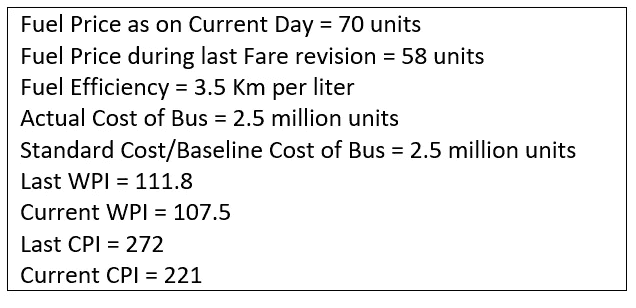 Fuel Price as on Current Day = 70 units
Fuel Price during last Fare revision = 58 units
Fuel Efficiency = 3.5 Km per liter
Actual Cost of Bus = 2.5 million units
Standard Cost/Baseline Cost of Bus = 2.5 million units
Last WPI = 111.8
Current WPI = 107.5
Last CPI = 272
Current CPI = 221